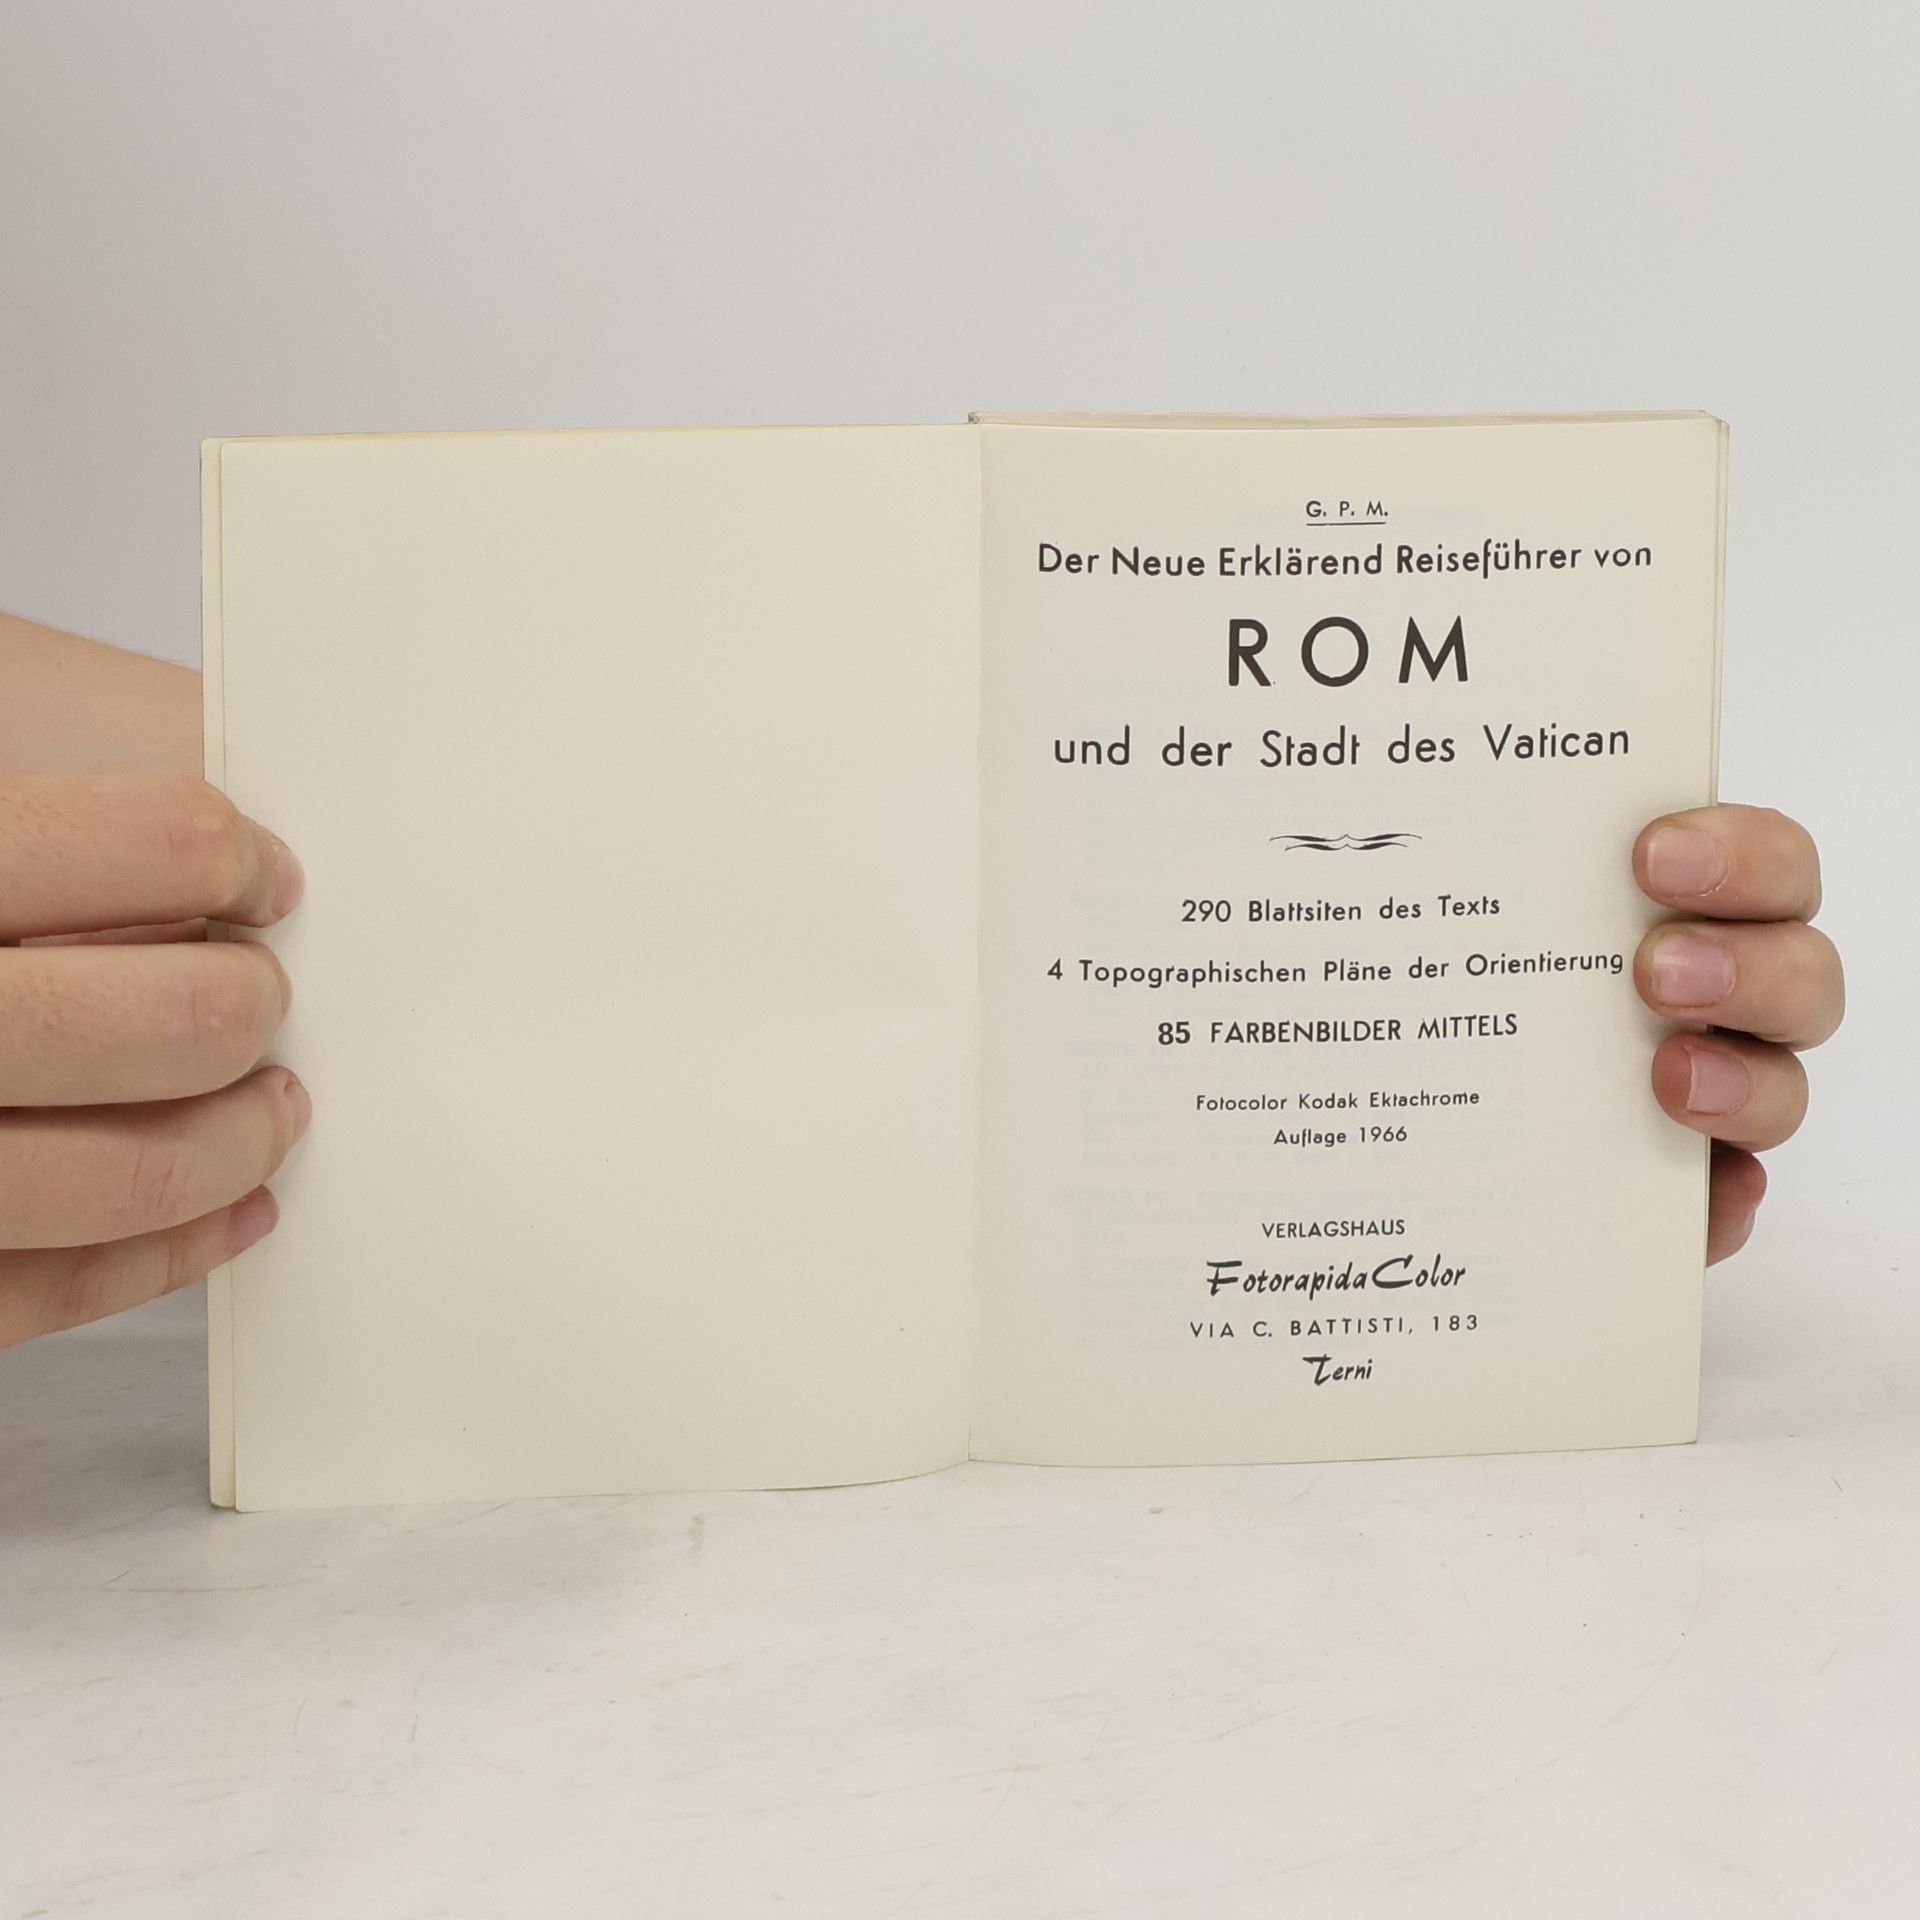 G. P. M.
Der Neue Erklärend Reiseführer von
ROM
und der Stadt des Vatican
290 Blattsiten des Texts
4 Topographischen Pläne der Orientierung
85 FARBENBILDER MITTELS
Fotocolor Kodak Ektachrome
Auflage 1966
VERLAGSHAUS
Fotorapida Color
VIA C. BATTISTI, 183
Terni